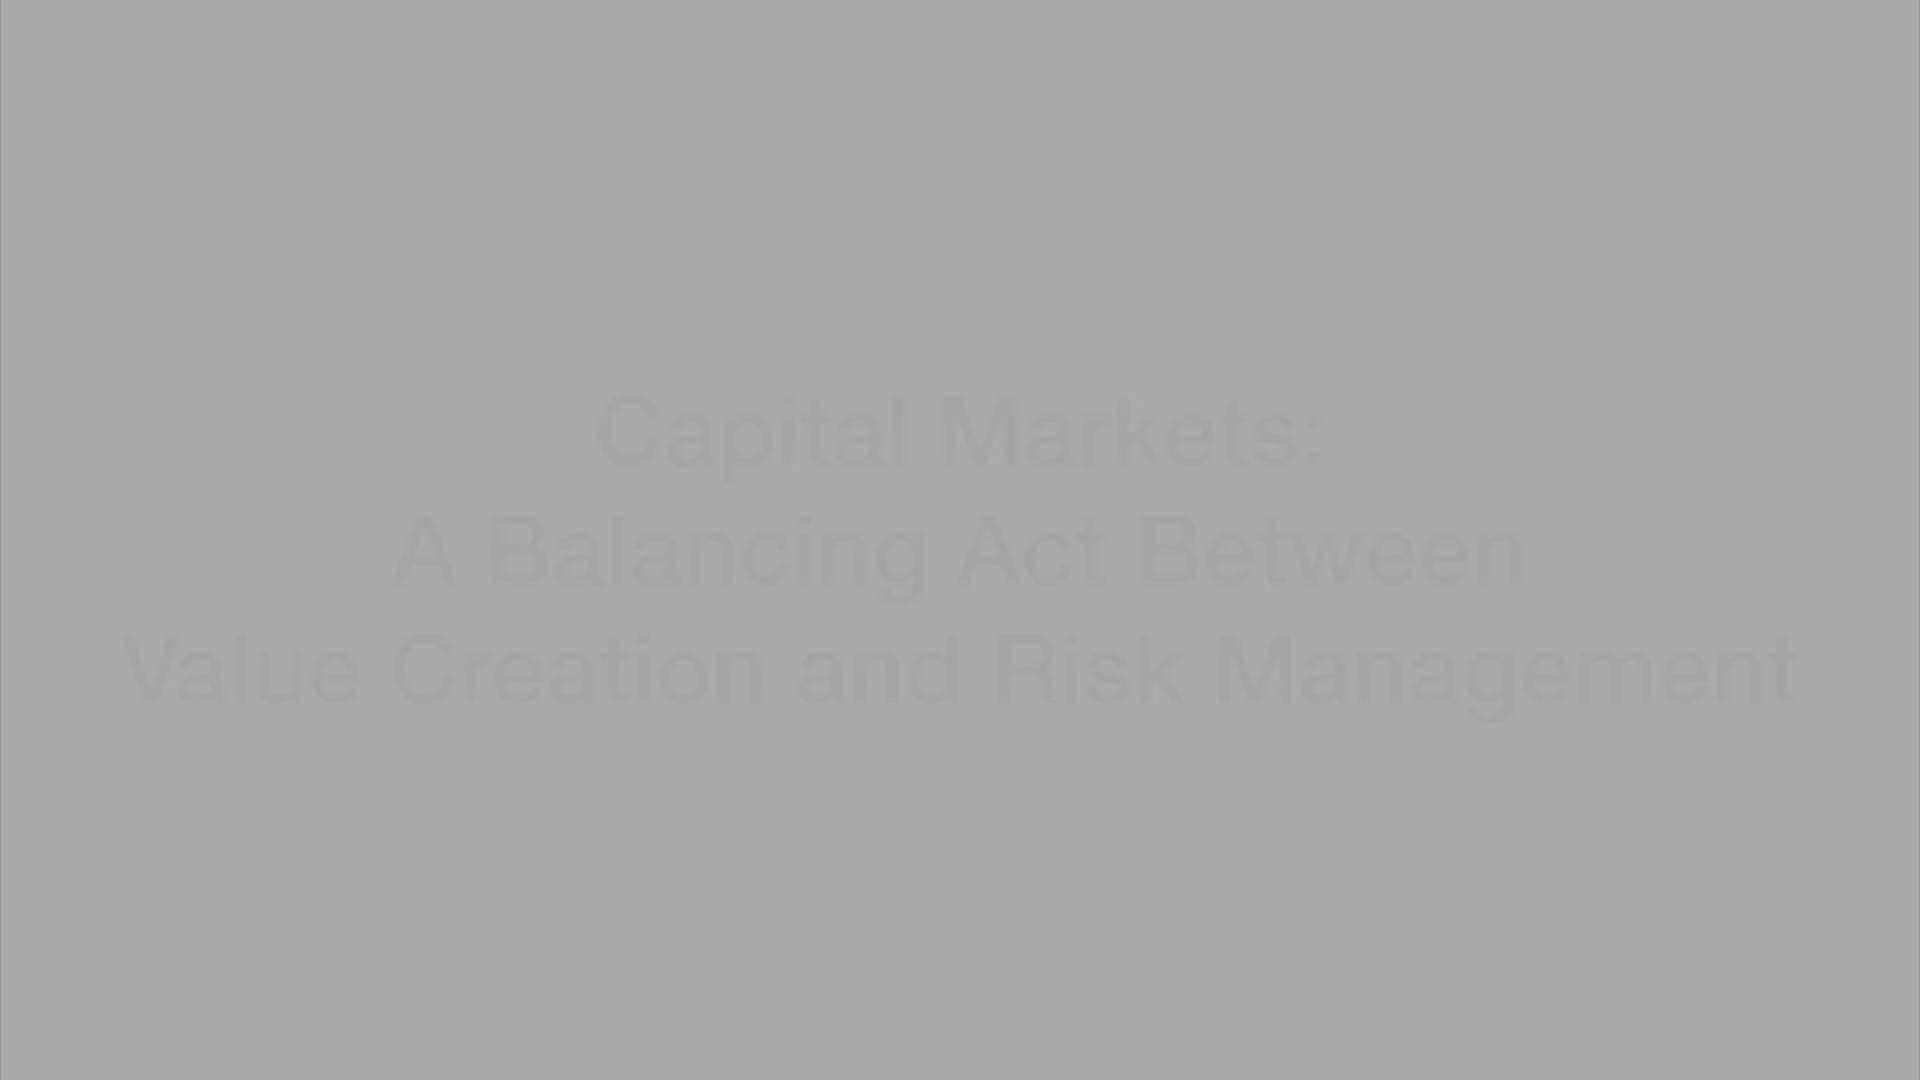 Capital Markets:
A Balancing Act Between
Value Creation and Risk Management